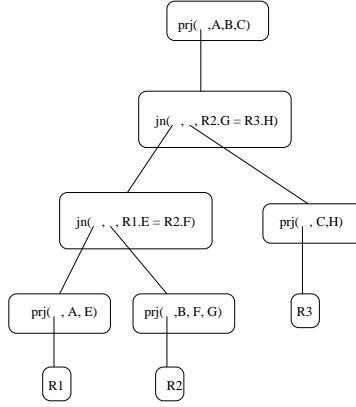 prj( ,A,B,C)
jn( , , R2.G = R3.H)
jn( , , R1.E = R2.F)
prj( , C,H)
prj( , A, E)
prj( ,B, F, G)
R3
R1
R2